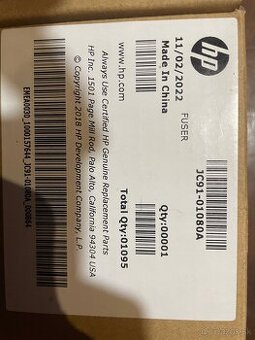 hp
11/02/2022
Made In China
FUSER
JC91-01080A
Qty:00001
Total Qty:01095
www.hp.com
Always Use Certified HP Genuine Replacement Parts
HP Inc. 1501 Page Mill Rod, Palo Alto, California 94304 USA
© Copyright 2018 HP Development Company, L.P.